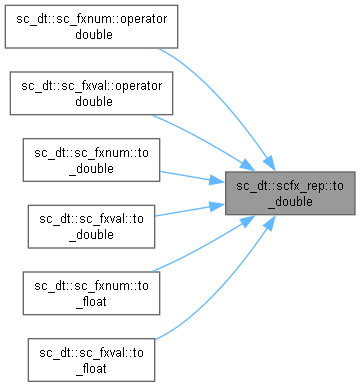 sc_dt::sc_fxnum::operator
double
sc_dt::sc_fxval::operator
double
sc_dt::sc_fxnum::to
_double
sc_dt::scfx_rep::to
_double
sc_dt::sc_fxval::to
_double
sc_dt::sc_fxnum::to
_float
sc_dt::sc_fxval::to
_float